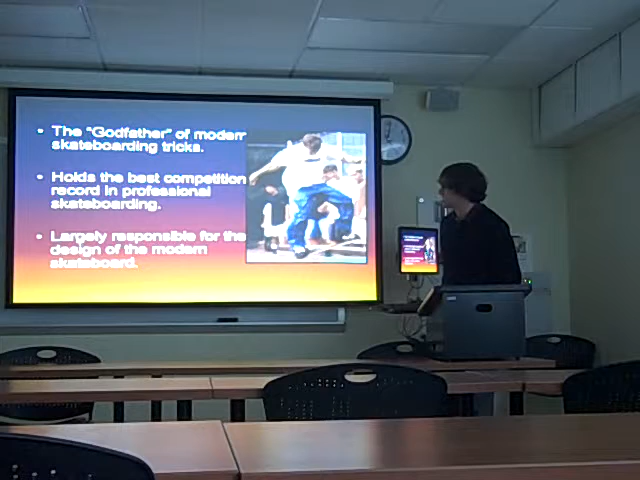 • The "Godfather" of modern
skateboarding tricks.
• Holds the best competition
record in professional
skateboarding.
• Largely responsible for the
design of the modern
skateboard.